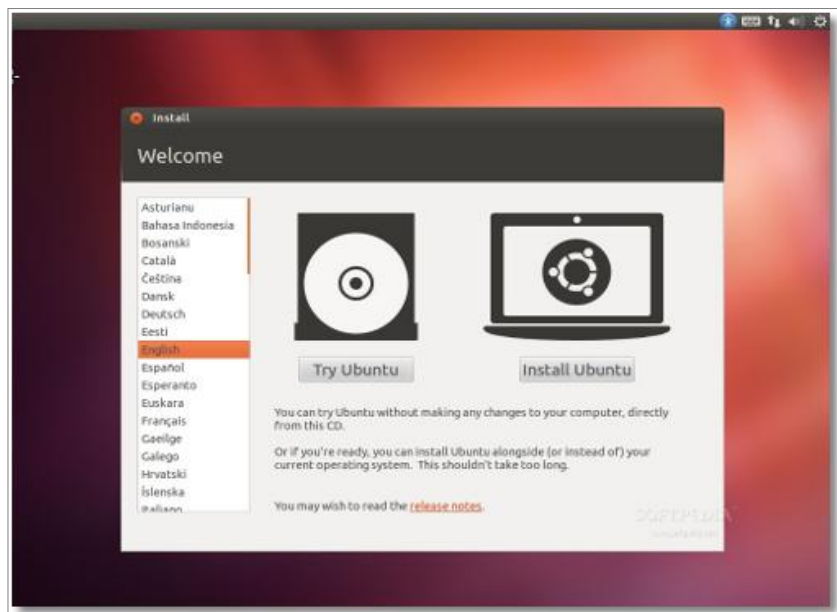 Install
Welcome
Asturianu
Bahasa Indonesia
Bosanski
Català
Čeština
Dansk
Deutsch
Eesti
English
Español
Esperanto
Euskara
Français
Gaeilge
Galego
Hrvatski
Íslenska
Italiano
Try Ubuntu
Install Ubuntu
You can try Ubuntu without making any changes to your computer, directly
from this CD.
Or if you're ready, you can install Ubuntu alongside (or instead of) your
current operating system. This shouldn't take too long.
You may wish to read the release notes.
SOFTPEDIA